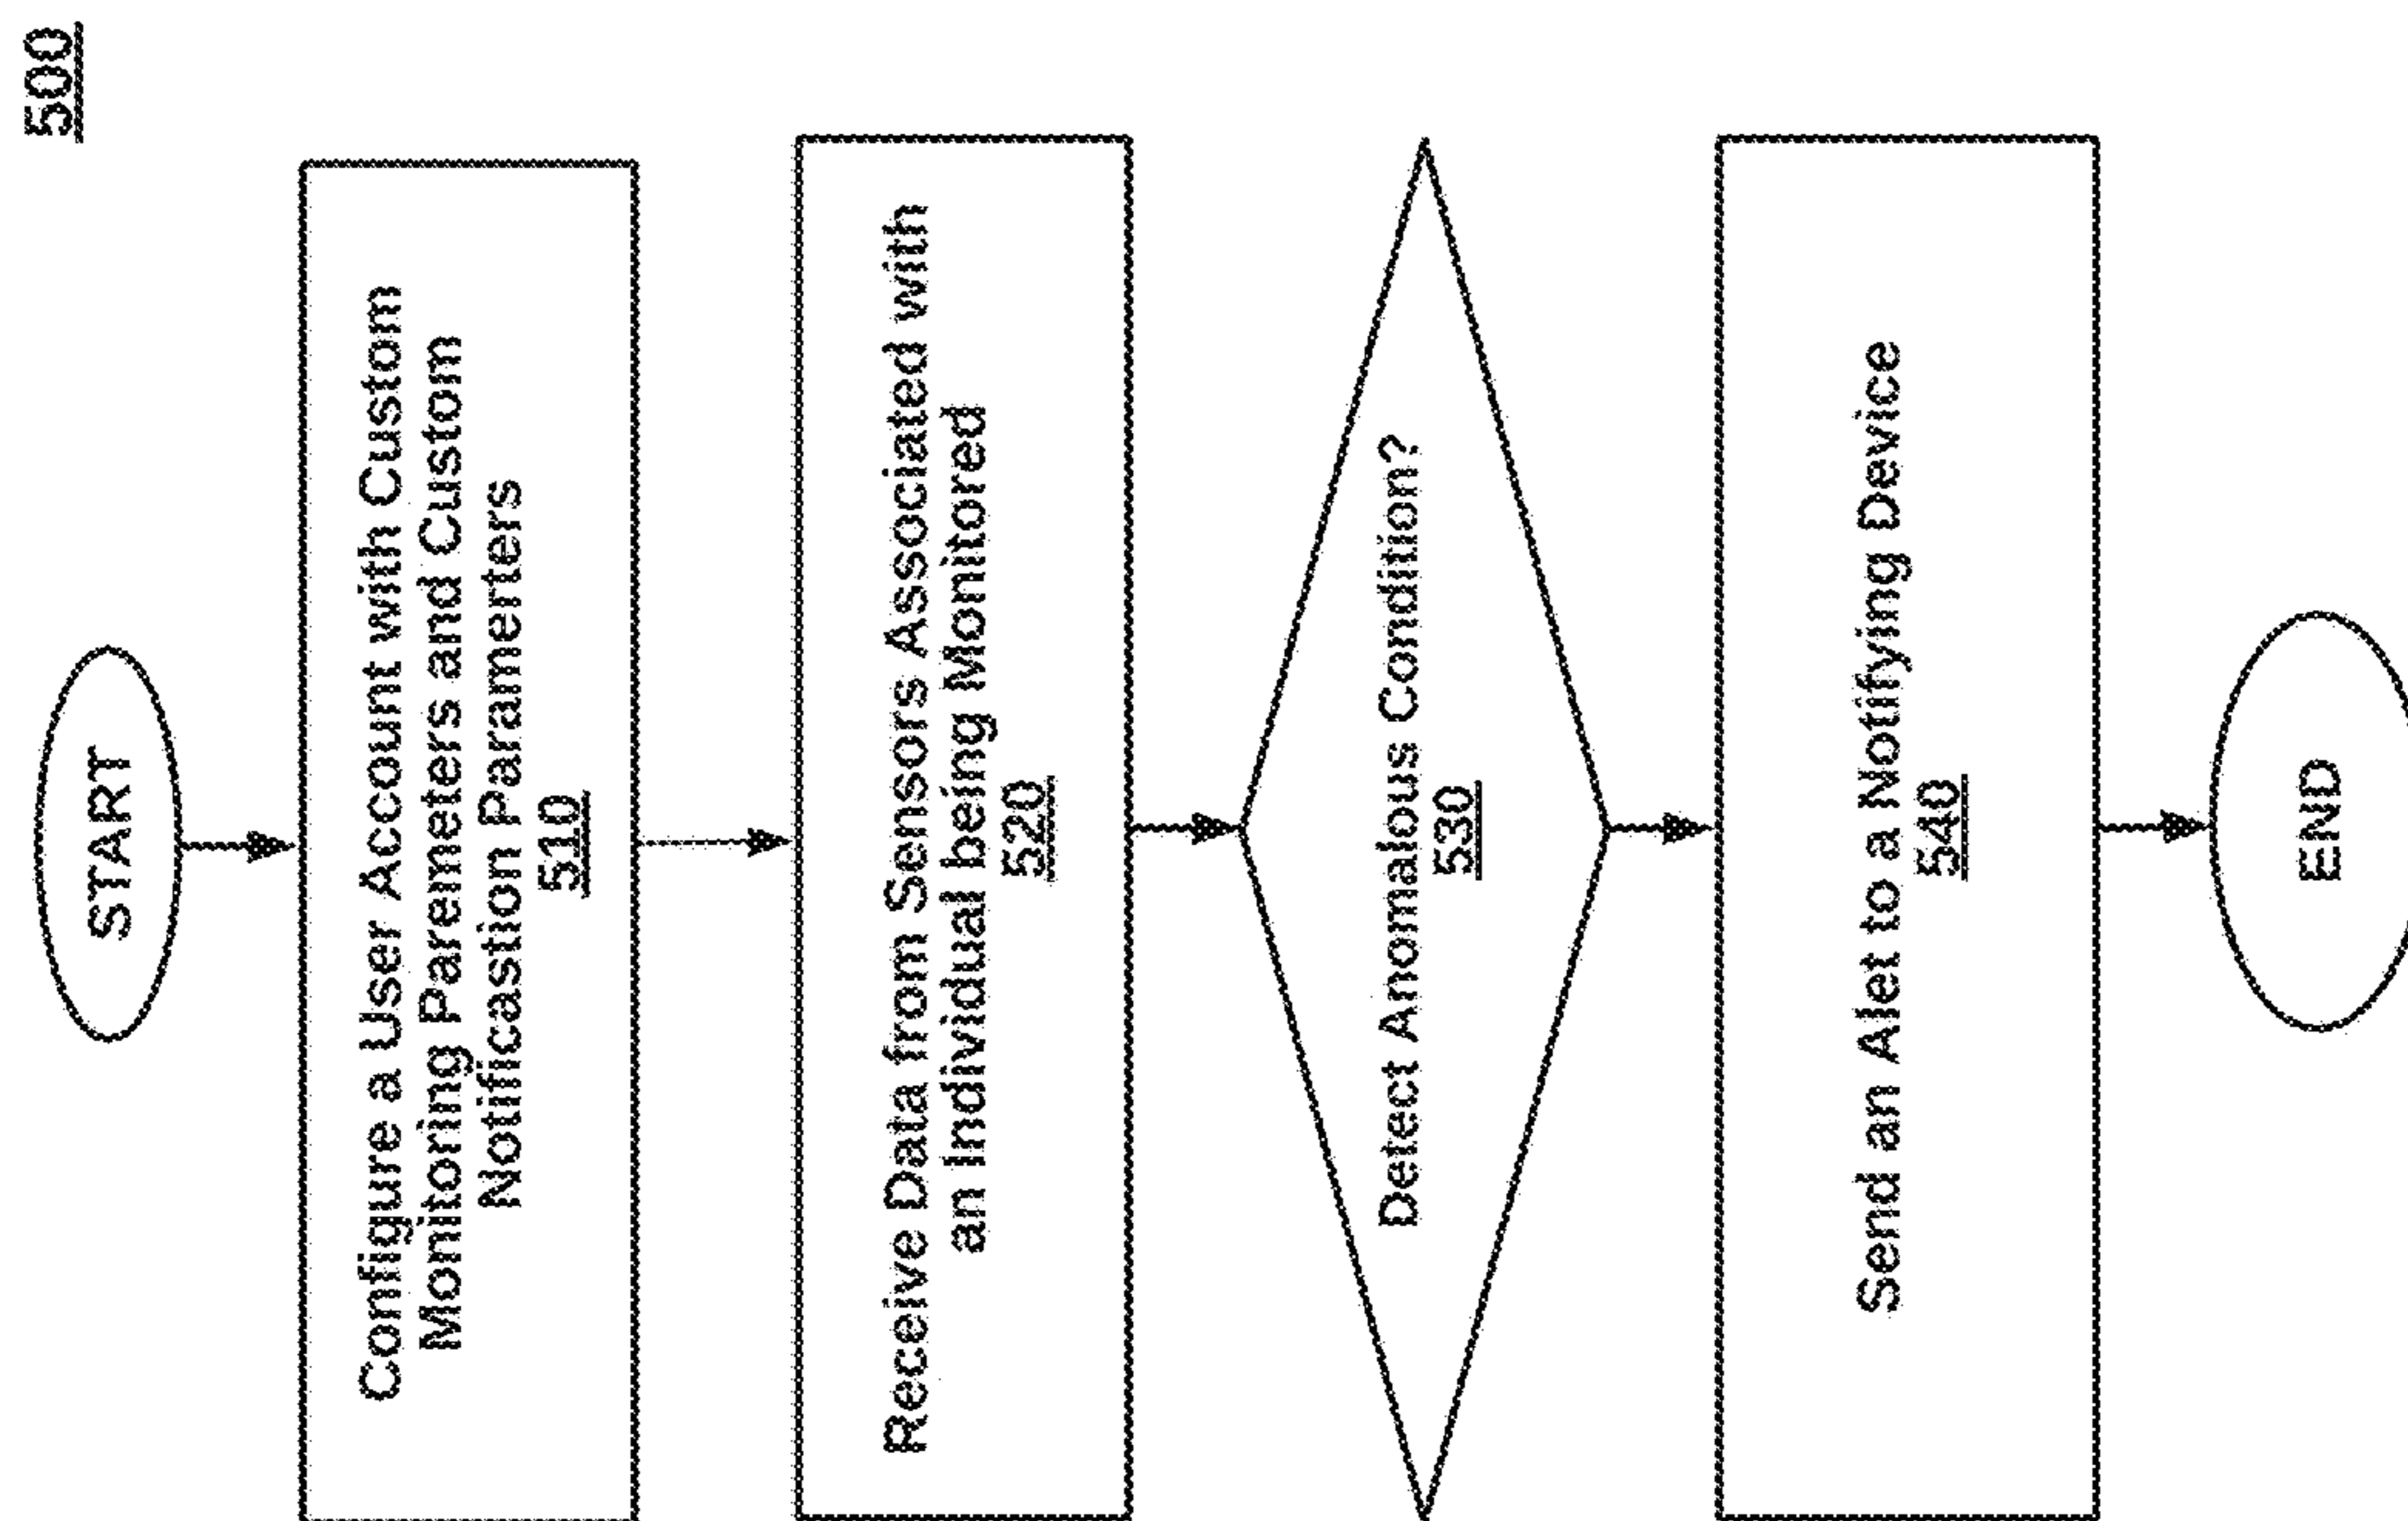 500
START
Configure a User Account with Custom
Monitoring Paremeters and Custom
Notificastion Paramerters
510
Receive Data from Sensors Associated with
an Individual being Monitored
520
Detect Anomalous Condition?
530
Send an Alet to a Notifying Device
540
END